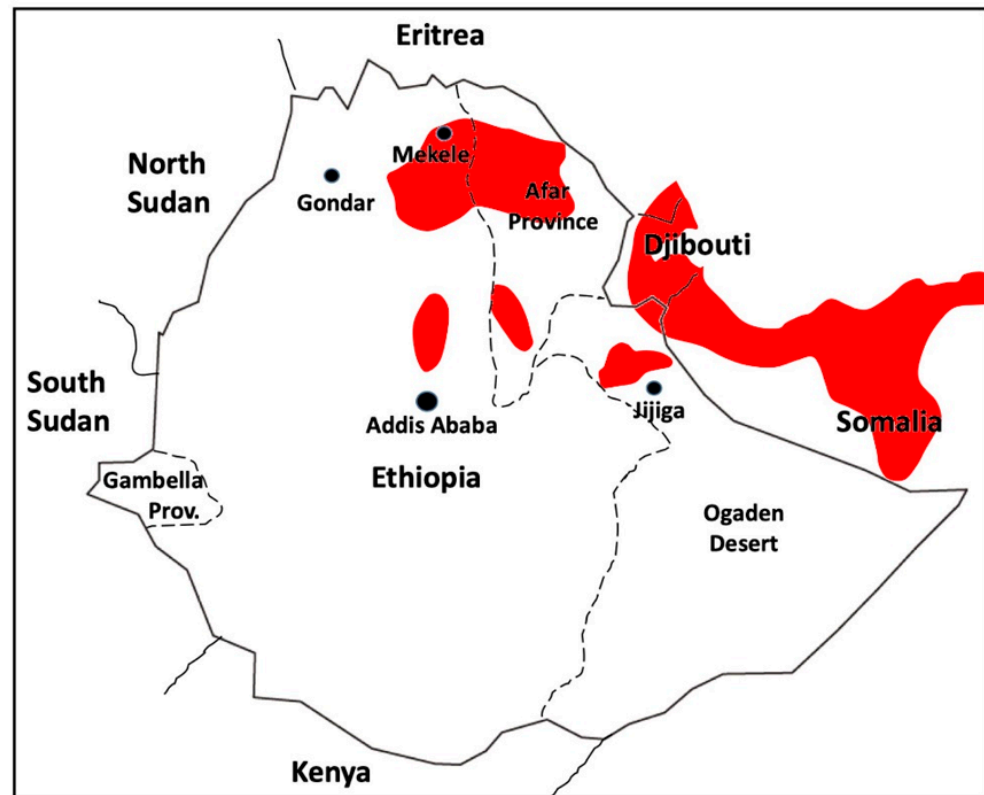 Eritrea
North
Sudan
Mekele
Gondar
Afar
Province
Djibouti
South
Sudan
Addis Ababa
Jijiga
Somalia
Gambella
Prov.
Ethiopia
Ogaden
Desert
Kenya